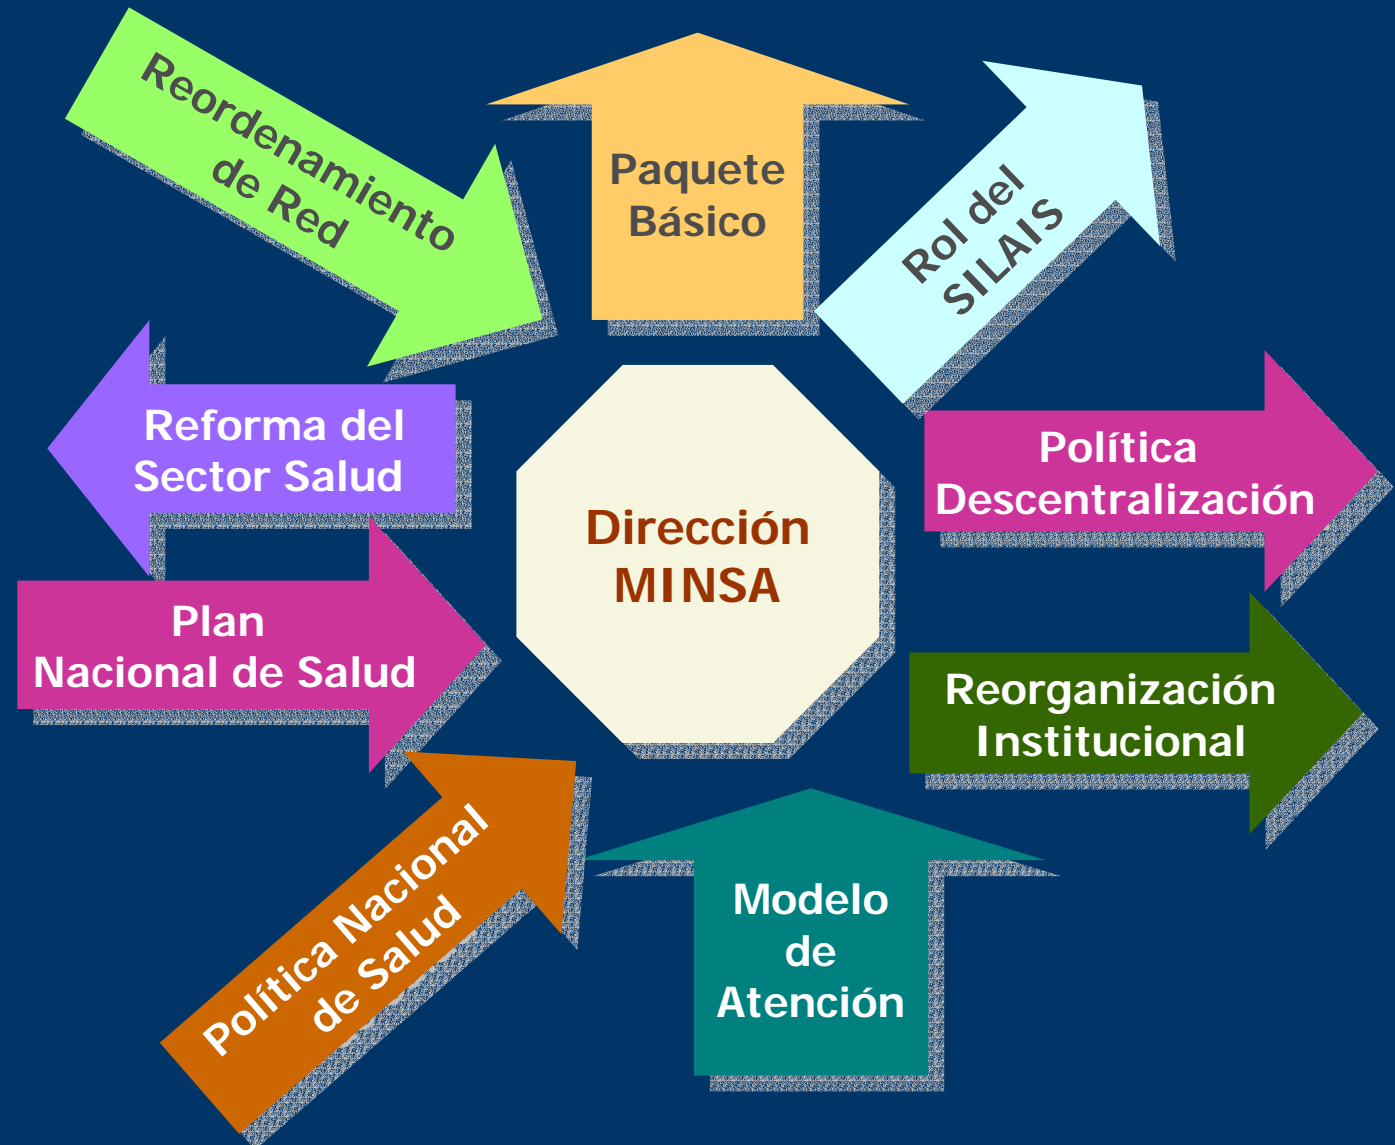 Reordenamiento
de Red
Paquete
Básico
Rol del
SILAIS
Reforma del
Sector Salud
Dirección
MINSA
Política
Descentralización
Plan
Nacional de Salud
Reorganización
Institucional
Política Nacional
de Salud
Modelo
de
Atención